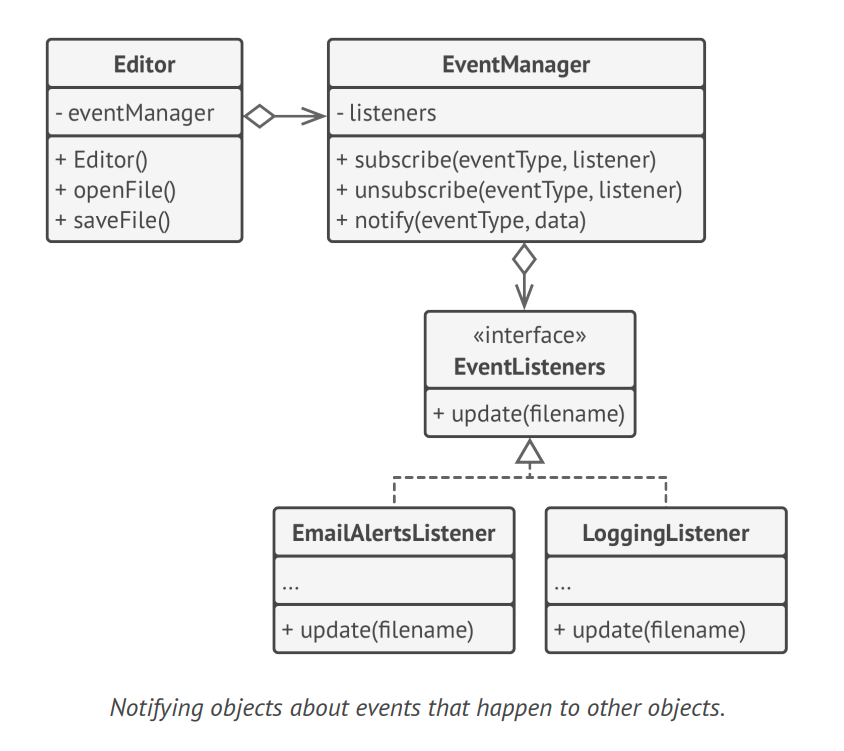 Editor
- eventManager
+ Editor()
+ openFile()
+ saveFile()
EventManager
- listeners
+ subscribe(eventType, listener)
+ unsubscribe(eventType, listener)
+ notify(eventType, data)
«interface»
EventListeners
+ update(filename)
EmailAlertsListener
...
+ update(filename)
LoggingListener
...
+ update(filename)
Notifying objects about events that happen to other objects.